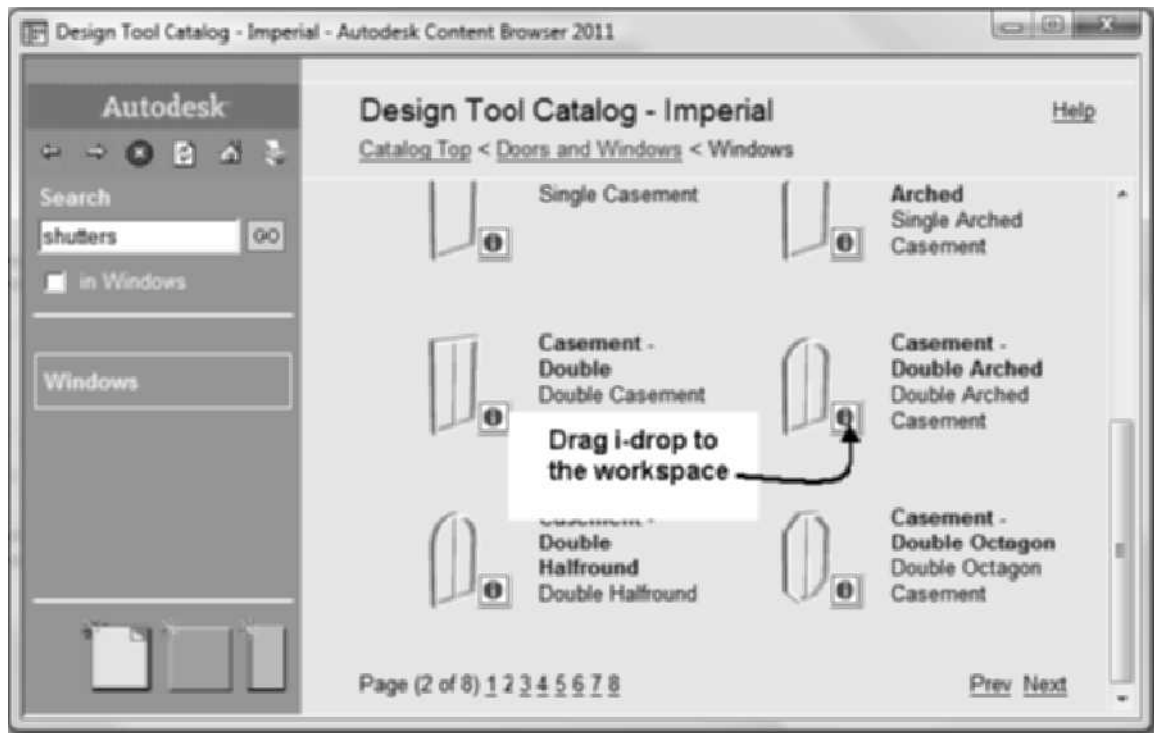 Design Tool Catalog - Imperial - Autodesk Content Browser 2011
Autodesk
Search
shutters
GO
in Windows
Windows
Design Tool Catalog - Imperial
Help
Catalog Top < Doors and Windows < Windows
Single Casement
Arched
Single Arched
Casement
Casement -
Double
Double Casement
Casement -
Double Arched
Double Arched
Casement
Drag i-drop to
the workspace
Casement -
Double
Halfround
Double Halfround
Casement -
Double Octagon
Double Octagon
Casement
Page (2 of 8) 1 2 3 4 5 6 7 8
Prev Next